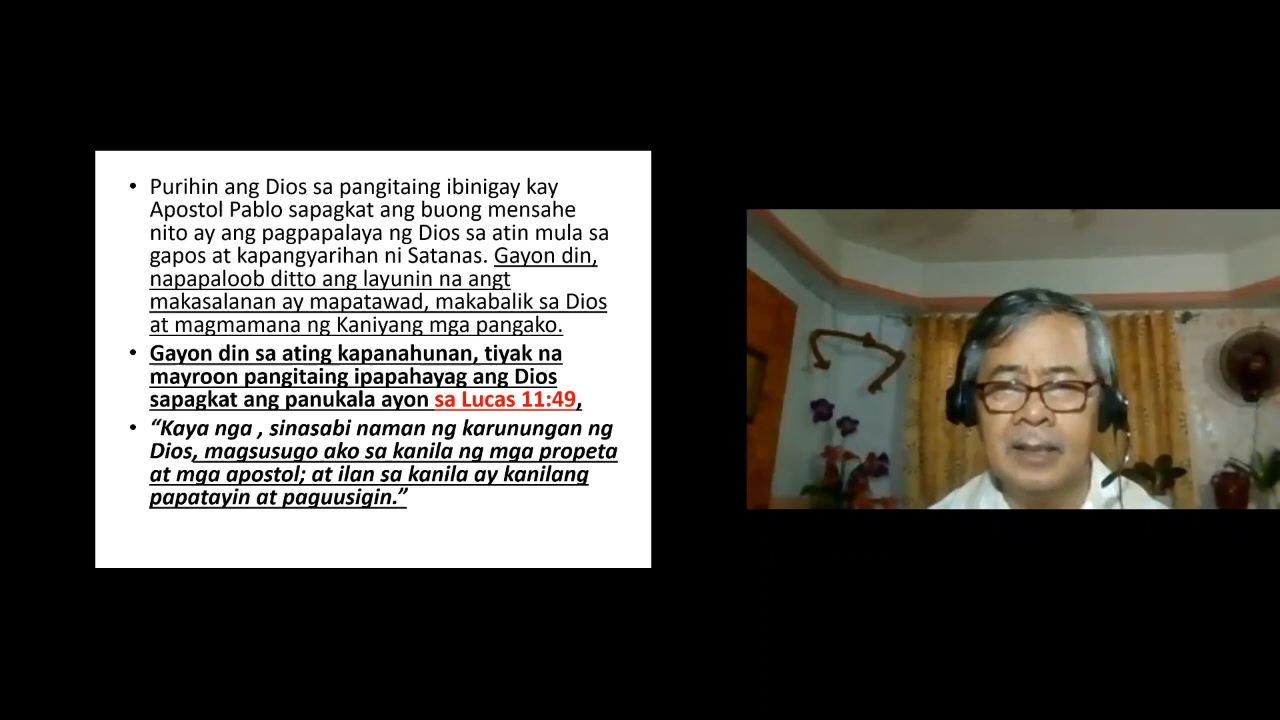 • Purihin ang Dios sa pangitaing ibinigay kay
Apostol Pablo sapagkat ang buong mensahe
nito ay ang pagpapalaya ng Dios sa atin mula sa
gapos at kapangyarihan ni Satanas. Gayon din,
napapaloob ditto ang layunin na angt
makasalanan ay mapatawad, makabalik sa Dios
at magmamana ng Kaniyang mga pangako.
• Gayon din sa ating kapanahunan, tiyak na
mayroon pangitaing ipapahayag ang Dios
sapagkat ang panukala ayon sa Lucas 11:49,
• “Kaya nga , sinasabi naman ng karunungan ng
Dios, magsusugo ako sa kanila ng mga propeta
at mga apostol; at ilan sa kanila ay kanilang
papatayin at paguusigin.”